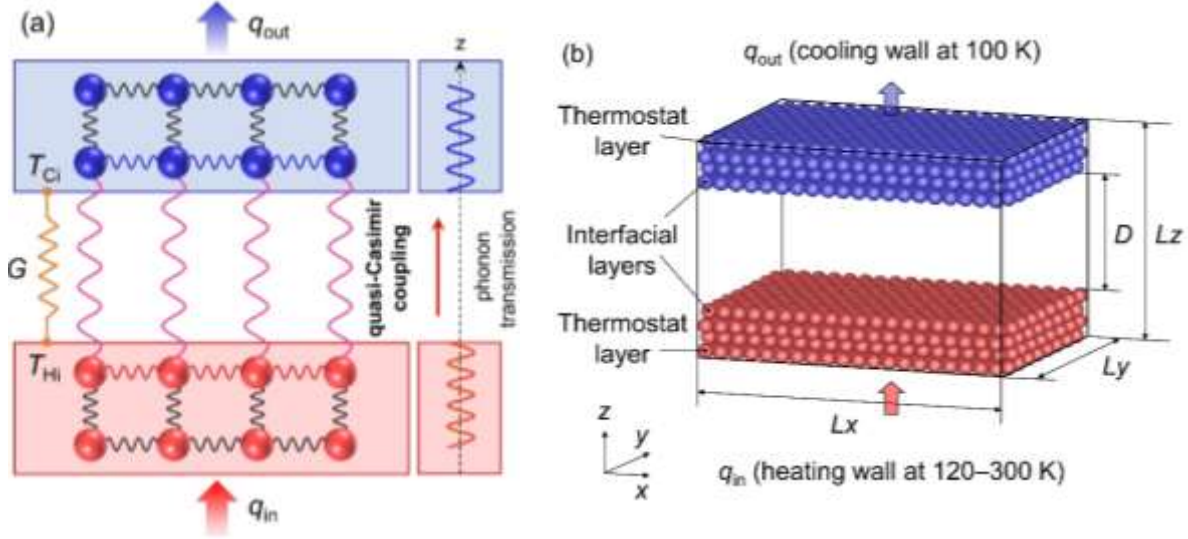 (a)
q_out
z
T_Ci
G
quasi-Casimir
coupling
phonon
transmission
T_Hi
q_in
(b)
q_out (cooling wall at 100 K)
Thermostat
layer
Interfacial
layers
Thermostat
layer
D
Lz
Ly
Lx
z
y
x
q_in (heating wall at 120–300 K)